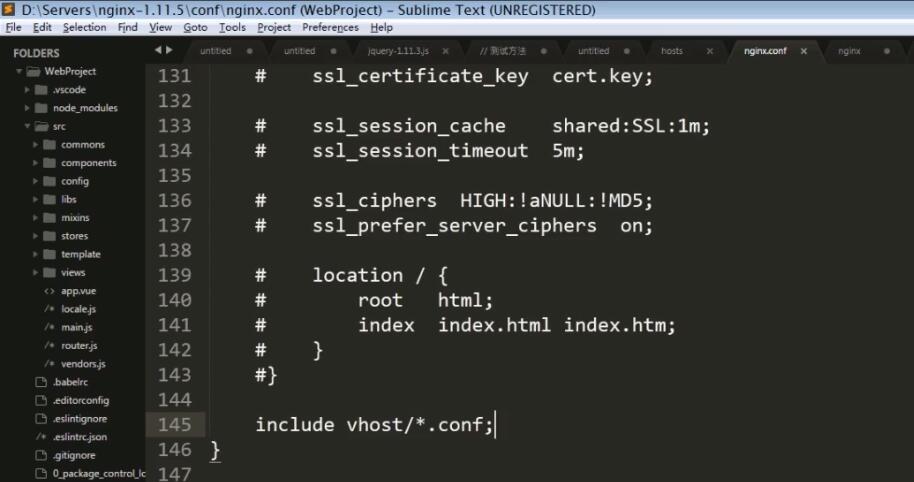 D:\Servers\nginx-1.11.5\conf\nginx.conf (WebProject) - Sublime Text (UNREGISTERED)
File Edit Selection Find View Goto Tools Project Preferences Help
FOLDERS
WebProject
.vscode
node_modules
src
commons
components
config
libs
mixins
stores
template
views
app.vue
locale.js
main.js
router.js
vendors.js
.babelrc
.editorconfig
.eslintignore
.eslintrc.json
.gitignore
0_package_control_lc
untitled untitled jquery-1.11.3.js // 测试方法 untitled hosts nginx.conf nginx
131 # ssl_certificate_key cert.key;
132
133 # ssl_session_cache shared:SSL:1m;
134 # ssl_session_timeout 5m;
135
136 # ssl_ciphers HIGH:!aNULL:!MD5;
137 # ssl_prefer_server_ciphers on;
138
139 # location / {
140 # root html;
141 # index index.html index.htm;
142 # }
143 #}
144
145 include vhost/*.conf;
146 }
147